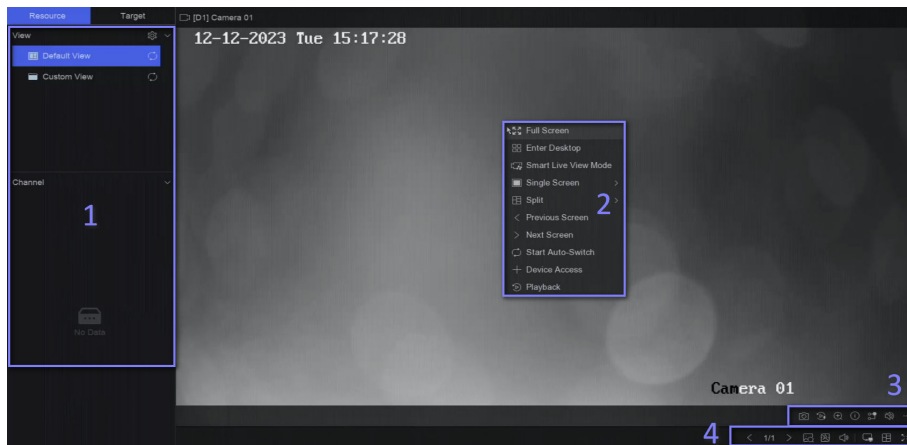 Resource Target
[D1] Camera 01
View
Default View
Custom View
Channel
1
No Data
12-12-2023 Tue 15:17:28
Full Screen
Enter Desktop
Smart Live View Mode
Single Screen >
Split >
2
< Previous Screen
> Next Screen
Start Auto-Switch
Device Access
Playback
Camera 01
3
4
< 1/1 >